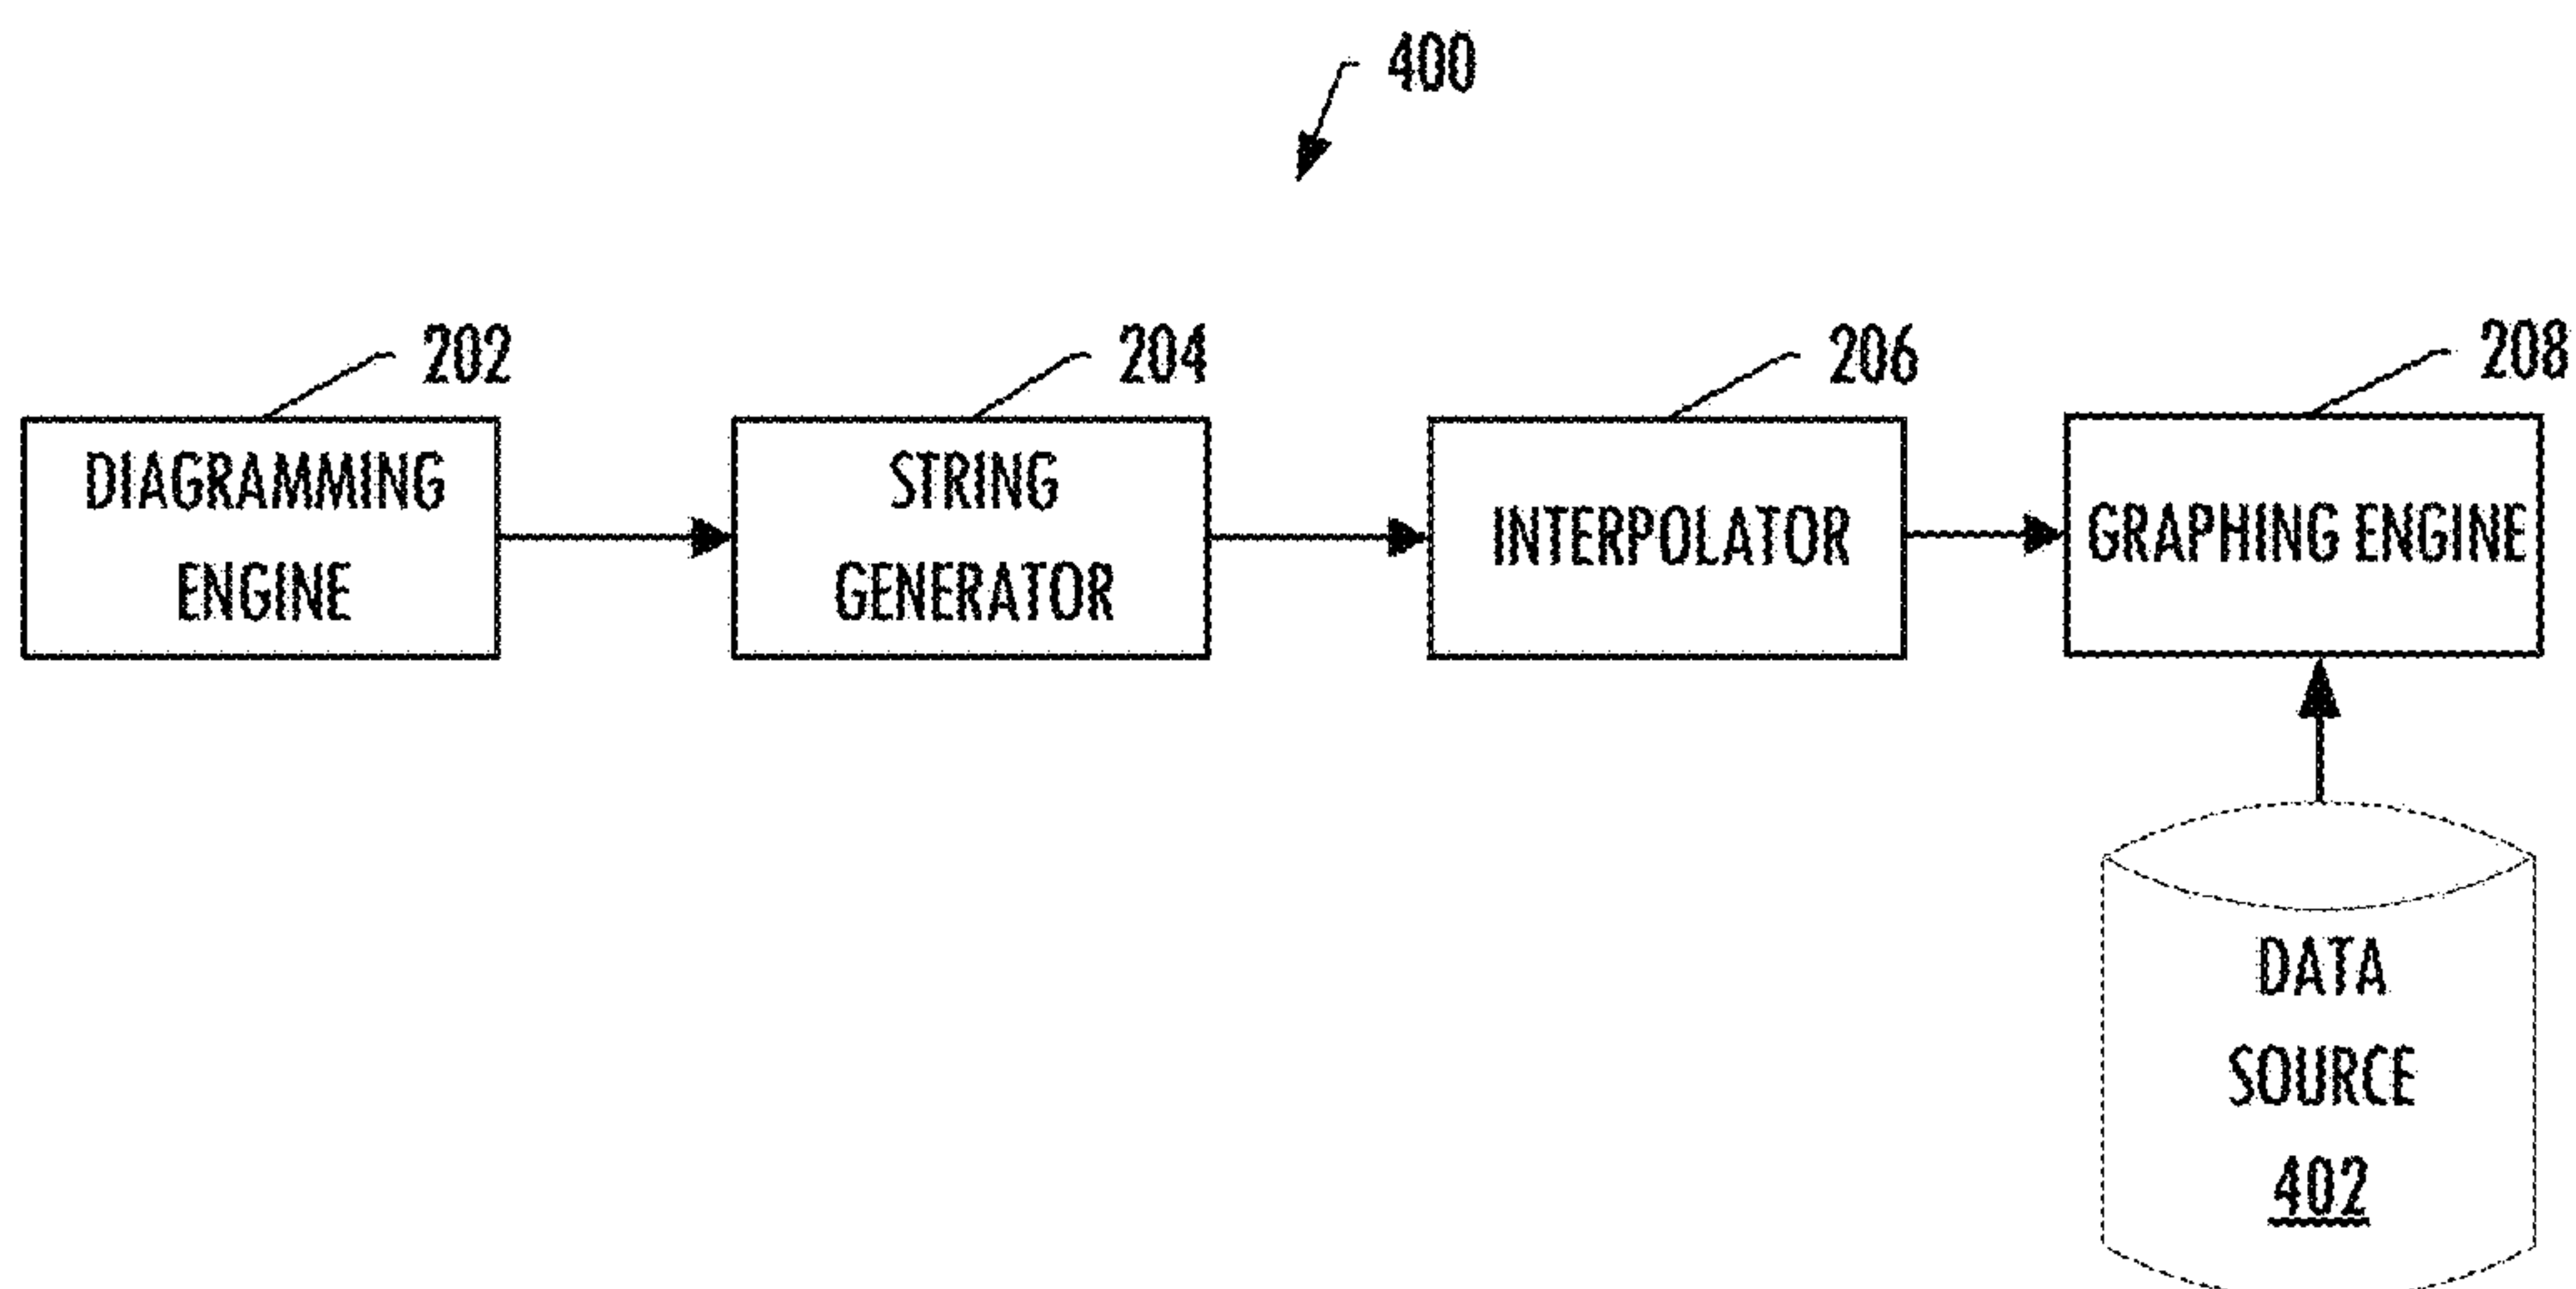 400
202
204
206
208
DIAGRAMMING
ENGINE
STRING
GENERATOR
INTERPOLATOR
GRAPHING ENGINE
DATA
SOURCE
402